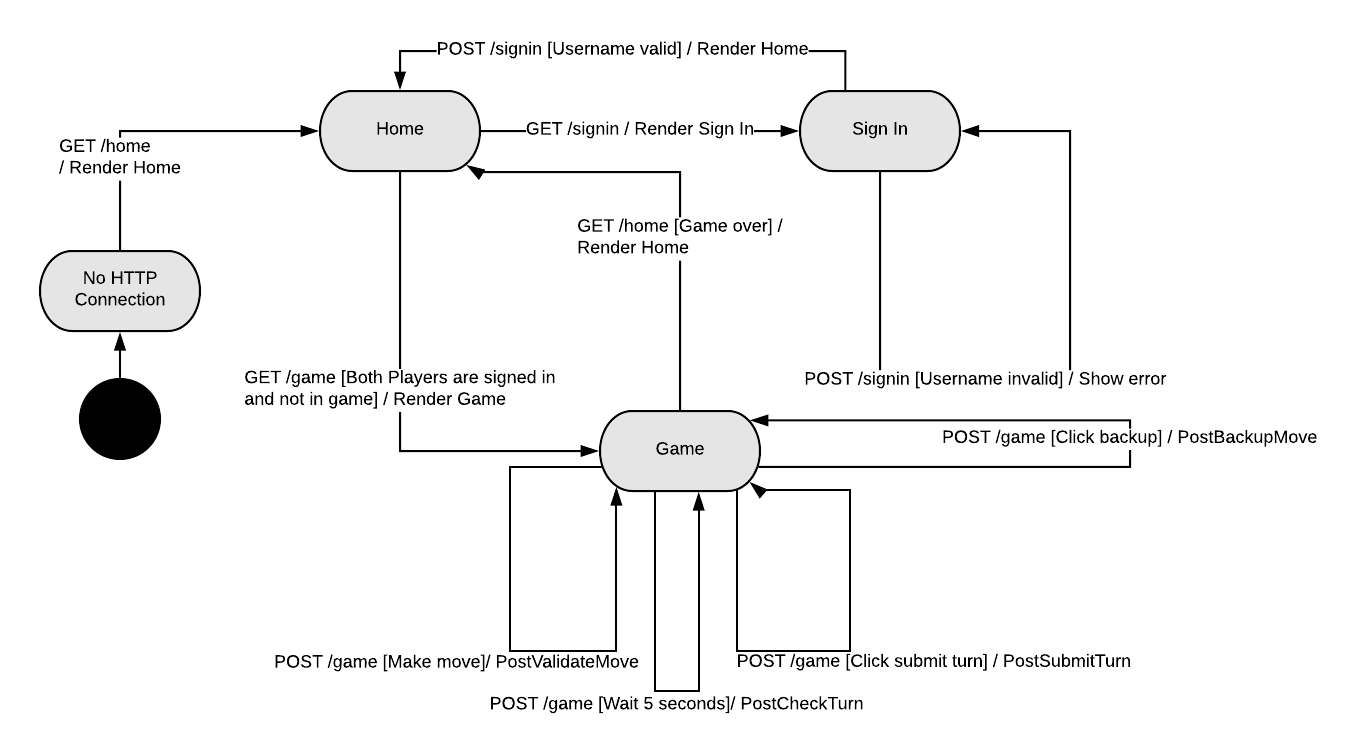 POST /signin [Username valid] / Render Home
Home
GET /signin / Render Sign In
Sign In
GET /home
/ Render Home
GET /home [Game over] /
Render Home
No HTTP
Connection
GET /game [Both Players are signed in
and not in game] / Render Game
POST /signin [Username invalid] / Show error
POST /game [Click backup] / PostBackupMove
Game
POST /game [Make move]/ PostValidateMove
POST /game [Click submit turn] / PostSubmitTurn
POST /game [Wait 5 seconds]/ PostCheckTurn